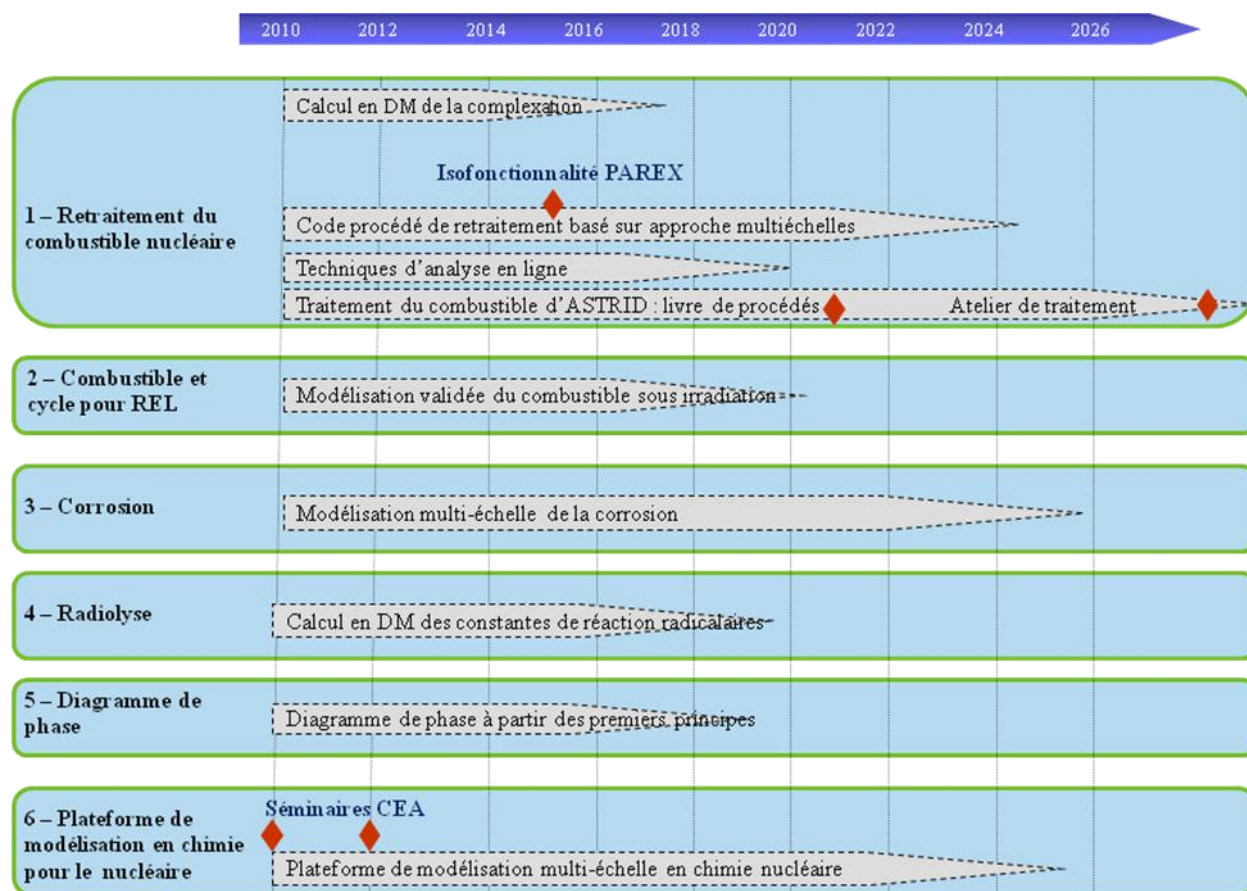 2010 2012 2014 2016 2018 2020 2022 2024 2026
Calcul en DM de la complexation
Isofonctionnalité PAREX
1 – Retraitement du
combustible nucléaire
Code procédé de retraitement basé sur approche multiéchelles
Techniques d’analyse en ligne
Traitement du combustible d’ASTRID : livre de procédés
Atelier de traitement
2 – Combustible et
cycle pour REL
Modélisation validée du combustible sous irradiation
3 – Corrosion
Modélisation multi-échelle de la corrosion
4 – Radiolyse
Calcul en DM des constantes de réaction radicalaires
5 – Diagramme de
phase
Diagramme de phase à partir des premiers principes
Séminaires CEA
6 – Plateforme de
modélisation en chimie
pour le nucléaire
Plateforme de modélisation multi-échelle en chimie nucléaire